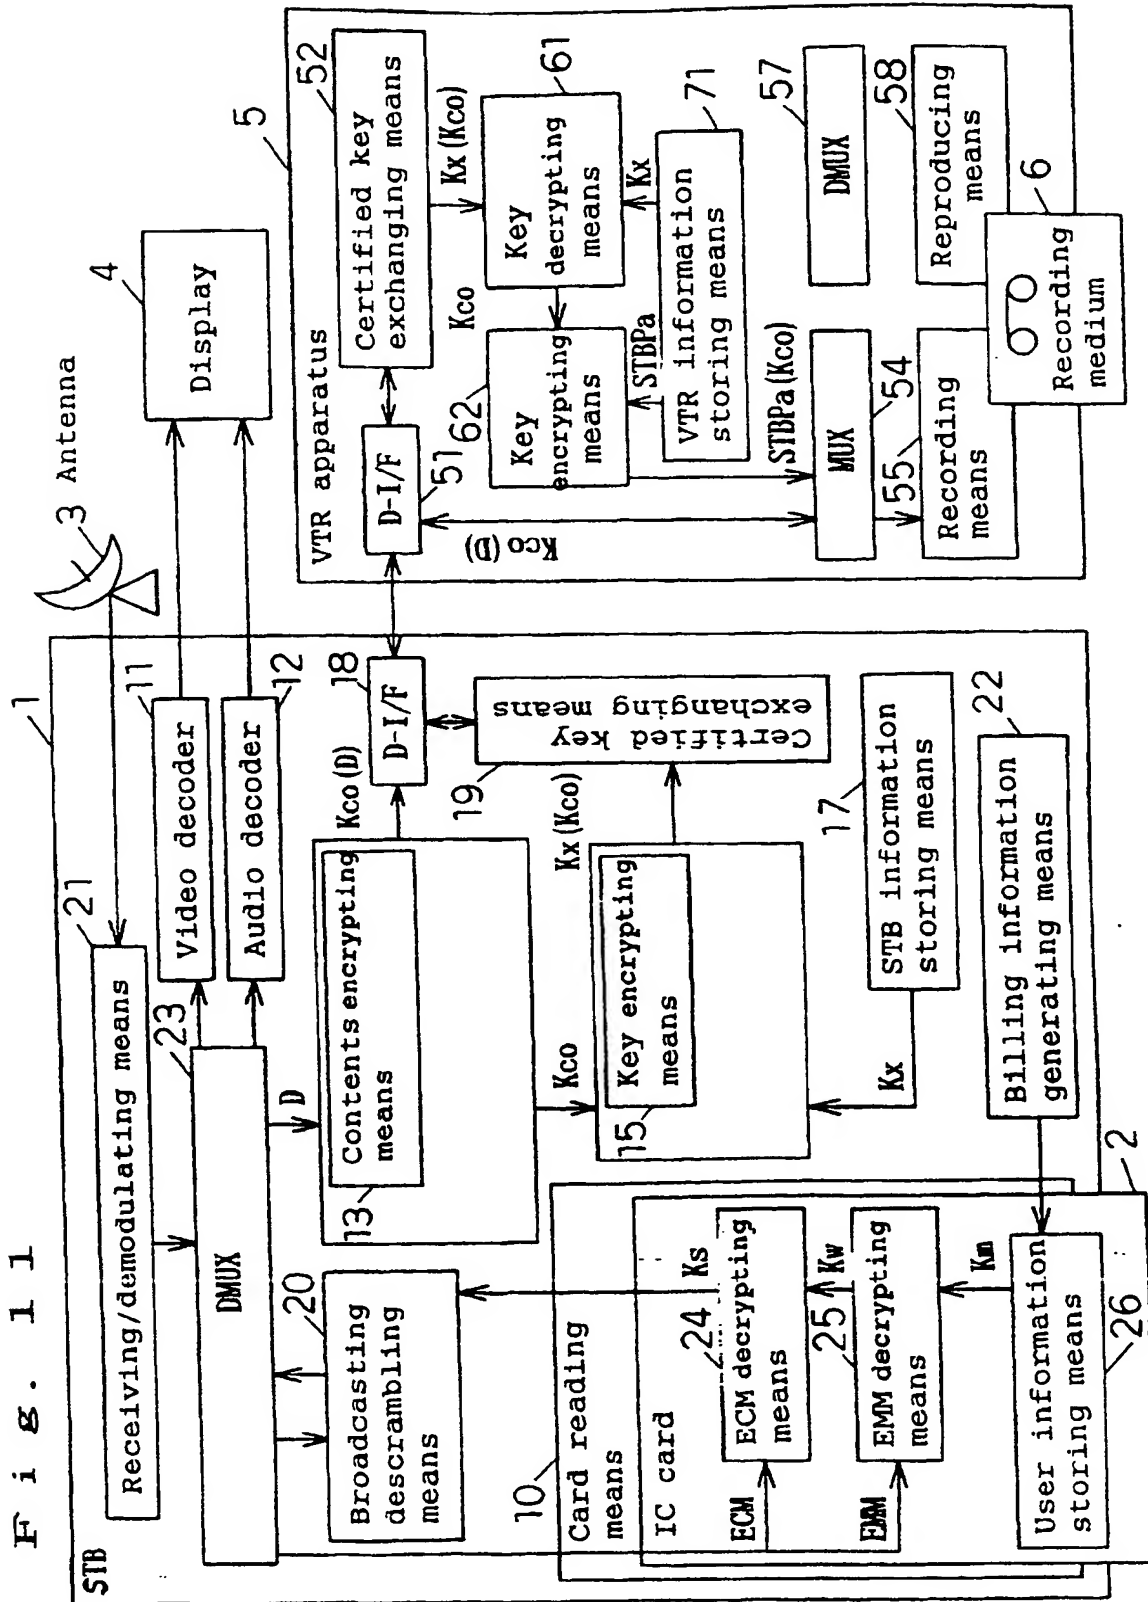 Fig. 11
STB
1
Receiving/demodulating means
21
3 Antenna
4
Display
Video decoder
11
Audio decoder
12
DMUX
23
D
Contents encrypting
means
13
Kco(D)
D-I/F
18
Broadcasting
descrambling
means
20
Kco
Key encrypting
means
15
Kx(Kco)
Certified key
exchanging means
19
Kx
STB information
storing means
17
Billing information
generating means
22
Card reading
means
10
IC card
2
ECM
ECM decrypting
means
24
Ks
Kw
EMM
EMM decrypting
means
25
Km
User information
storing means
26
VTR apparatus
5
D-I/F
51
Certified key
exchanging means
52
Kx(Kco)
Key
decrypting
means
61
Kco
Key
encrypting
means
62
Kx
STBPa
VTR information
storing means
71
Kco(D)
STBPa(Kco)
MUX
54
DMUX
57
Recording
means
55
Reproducing
means
58
Recording
medium
6